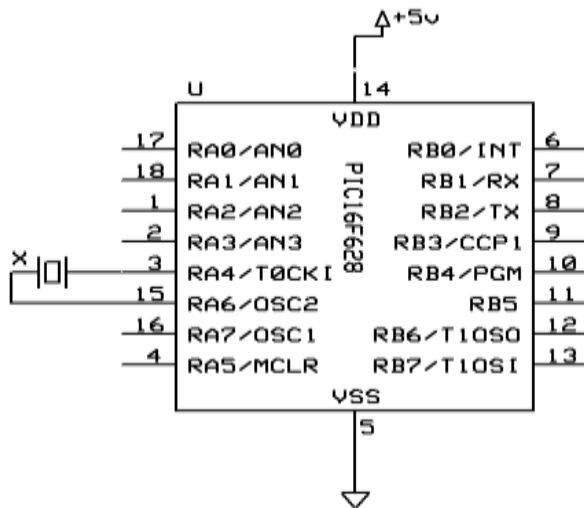 +5v
U 14
VDD
17 RA0/AN0 RB0/INT 6
18 RA1/AN1 RB1/RX 7
1 RA2/AN2 RB2/TX 8
2 RA3/AN3 RB3/CCP1 9
X 3 RA4/T0CKI RB4/PGM 10
15 RA6/OSC2 RB5 11
16 RA7/OSC1 RB6/T1OSO 12
4 RA5/MCLR RB7/T1OSI 13
PIC16F628
VSS
5